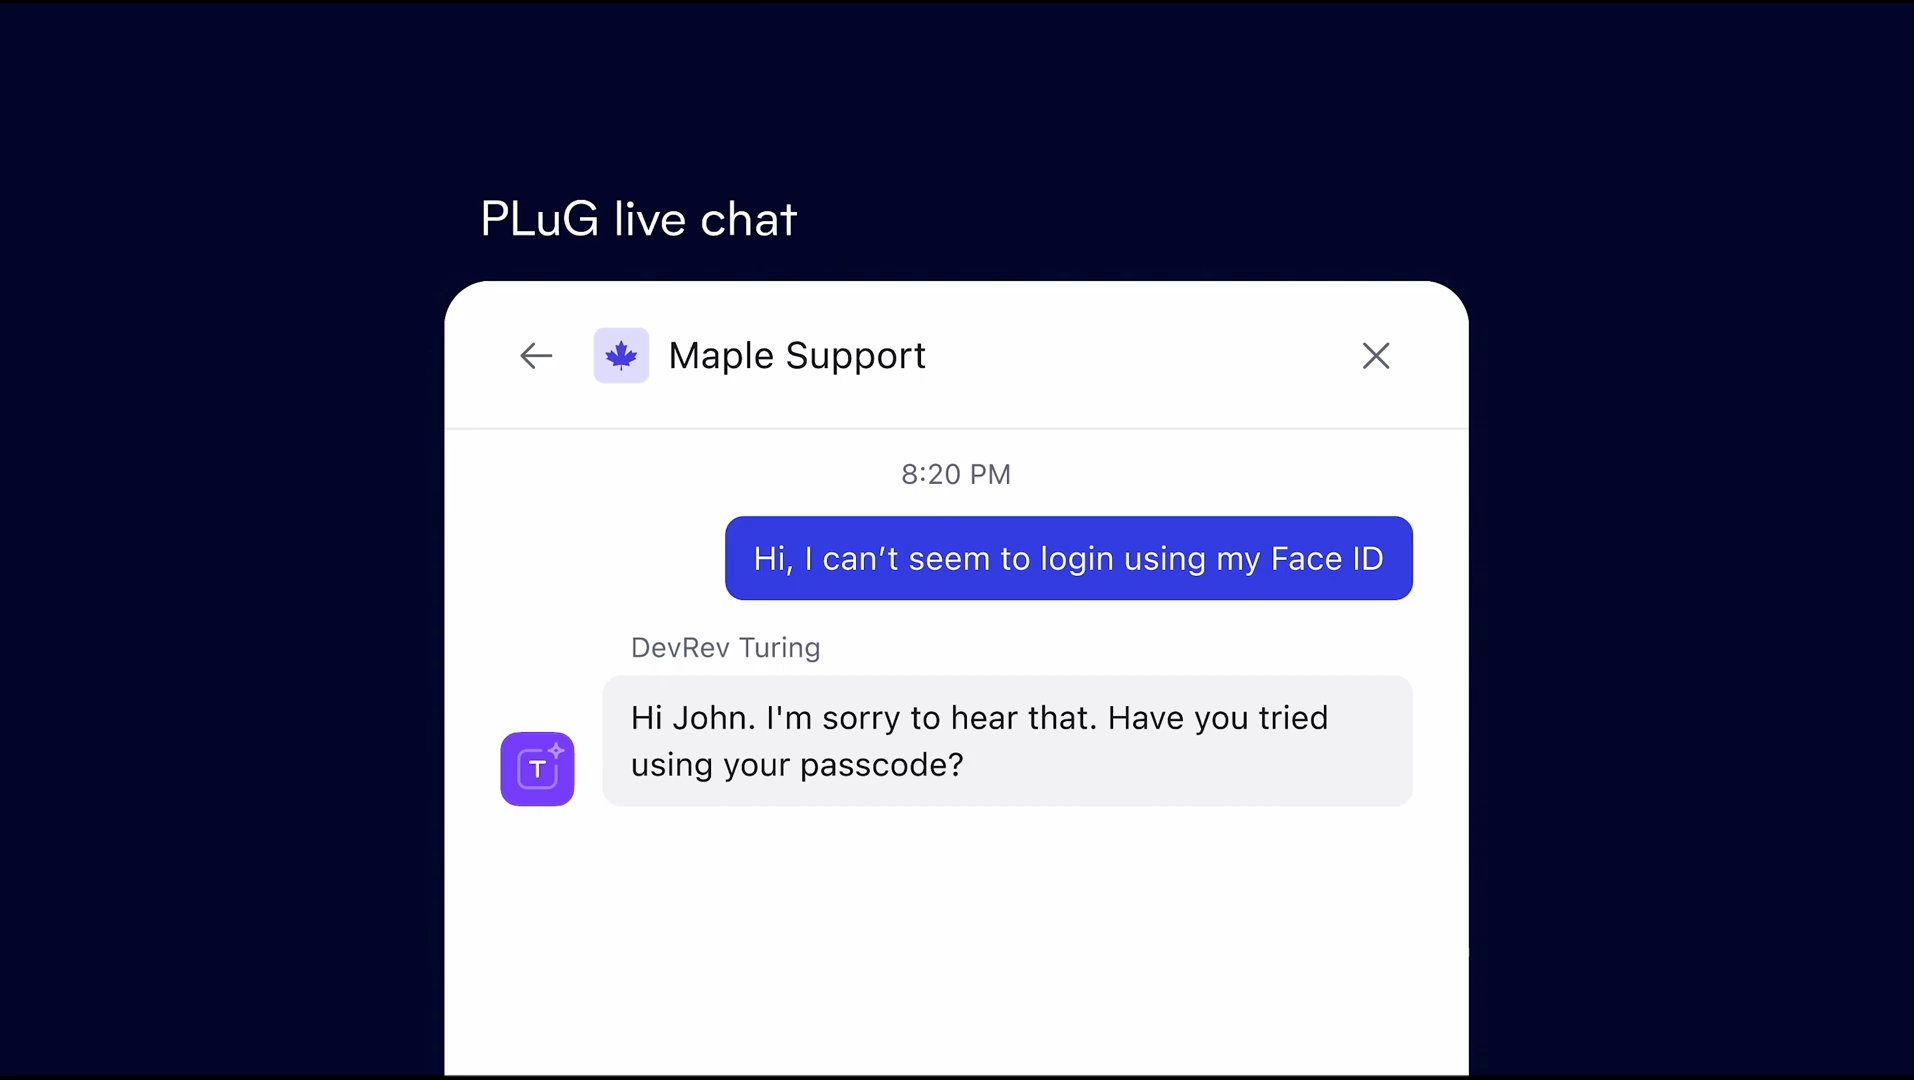 PLuG live chat
Maple Support
8:20 PM
Hi, I can’t seem to login using my Face ID
DevRev Turing
Hi John. I'm sorry to hear that. Have you tried
using your passcode?
T